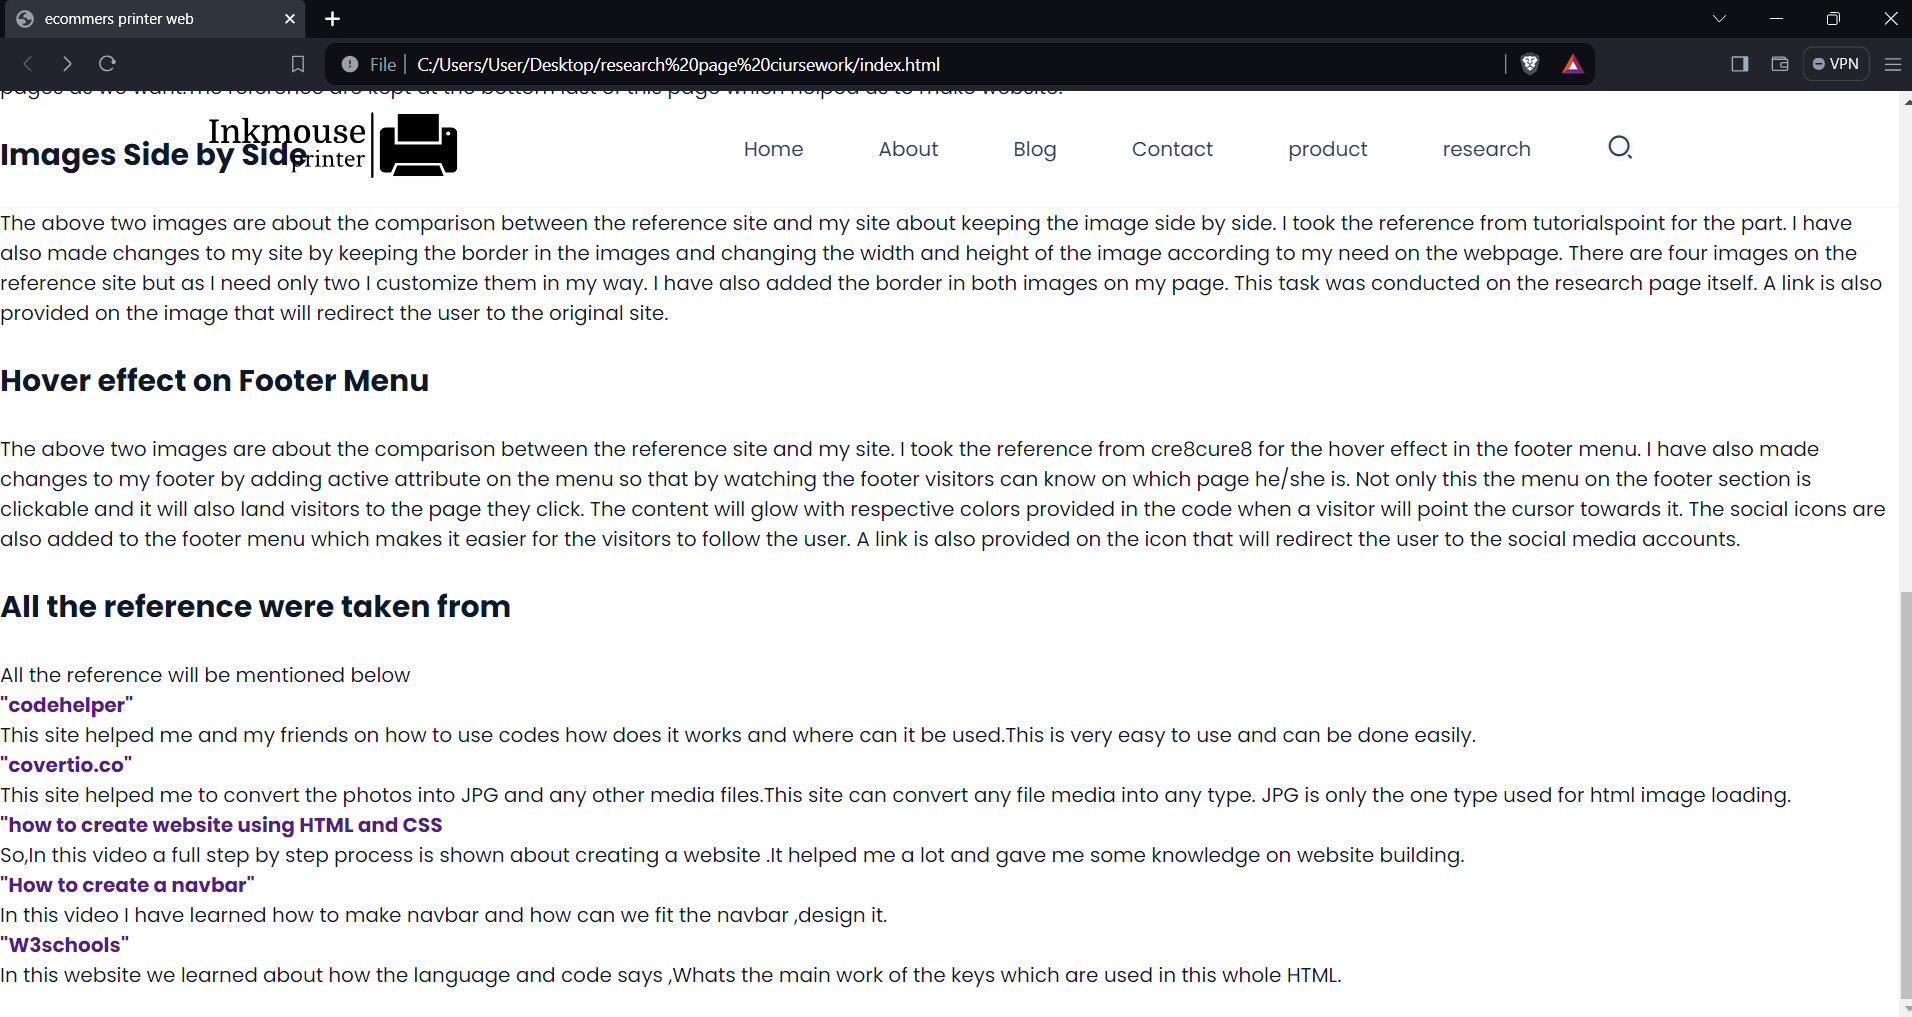 ecommers printer web
File
C:/Users/User/Desktop/research%20page%20ciursework/index.html
VPN
Inkmouse
printer
Home
About
Blog
Contact
product
research
Images Side by Side
The above two images are about the comparison between the reference site and my site about keeping the image side by side. I took the reference from tutorialspoint for the part. I have
also made changes to my site by keeping the border in the images and changing the width and height of the image according to my need on the webpage. There are four images on the
reference site but as I need only two I customize them in my way. I have also added the border in both images on my page. This task was conducted on the research page itself. A link is also
provided on the image that will redirect the user to the original site.
Hover effect on Footer Menu
The above two images are about the comparison between the reference site and my site. I took the reference from cre8cure8 for the hover effect in the footer menu. I have also made
changes to my footer by adding active attribute on the menu so that by watching the footer visitors can know on which page he/she is. Not only this the menu on the footer section is
clickable and it will also land visitors to the page they click. The content will glow with respective colors provided in the code when a visitor will point the cursor towards it. The social icons are
also added to the footer menu which makes it easier for the visitors to follow the user. A link is also provided on the icon that will redirect the user to the social media accounts.
All the reference were taken from
All the reference will be mentioned below
"codehelper"
This site helped me and my friends on how to use codes how does it works and where can it be used.This is very easy to use and can be done easily.
"covertio.co"
This site helped me to convert the photos into JPG and any other media files.This site can convert any file media into any type. JPG is only the one type used for html image loading.
"how to create website using HTML and CSS
So,In this video a full step by step process is shown about creating a website .It helped me a lot and gave me some knowledge on website building.
"How to create a navbar"
In this video I have learned how to make navbar and how can we fit the navbar ,design it.
"W3schools"
In this website we learned about how the language and code says ,Whats the main work of the keys which are used in this whole HTML.